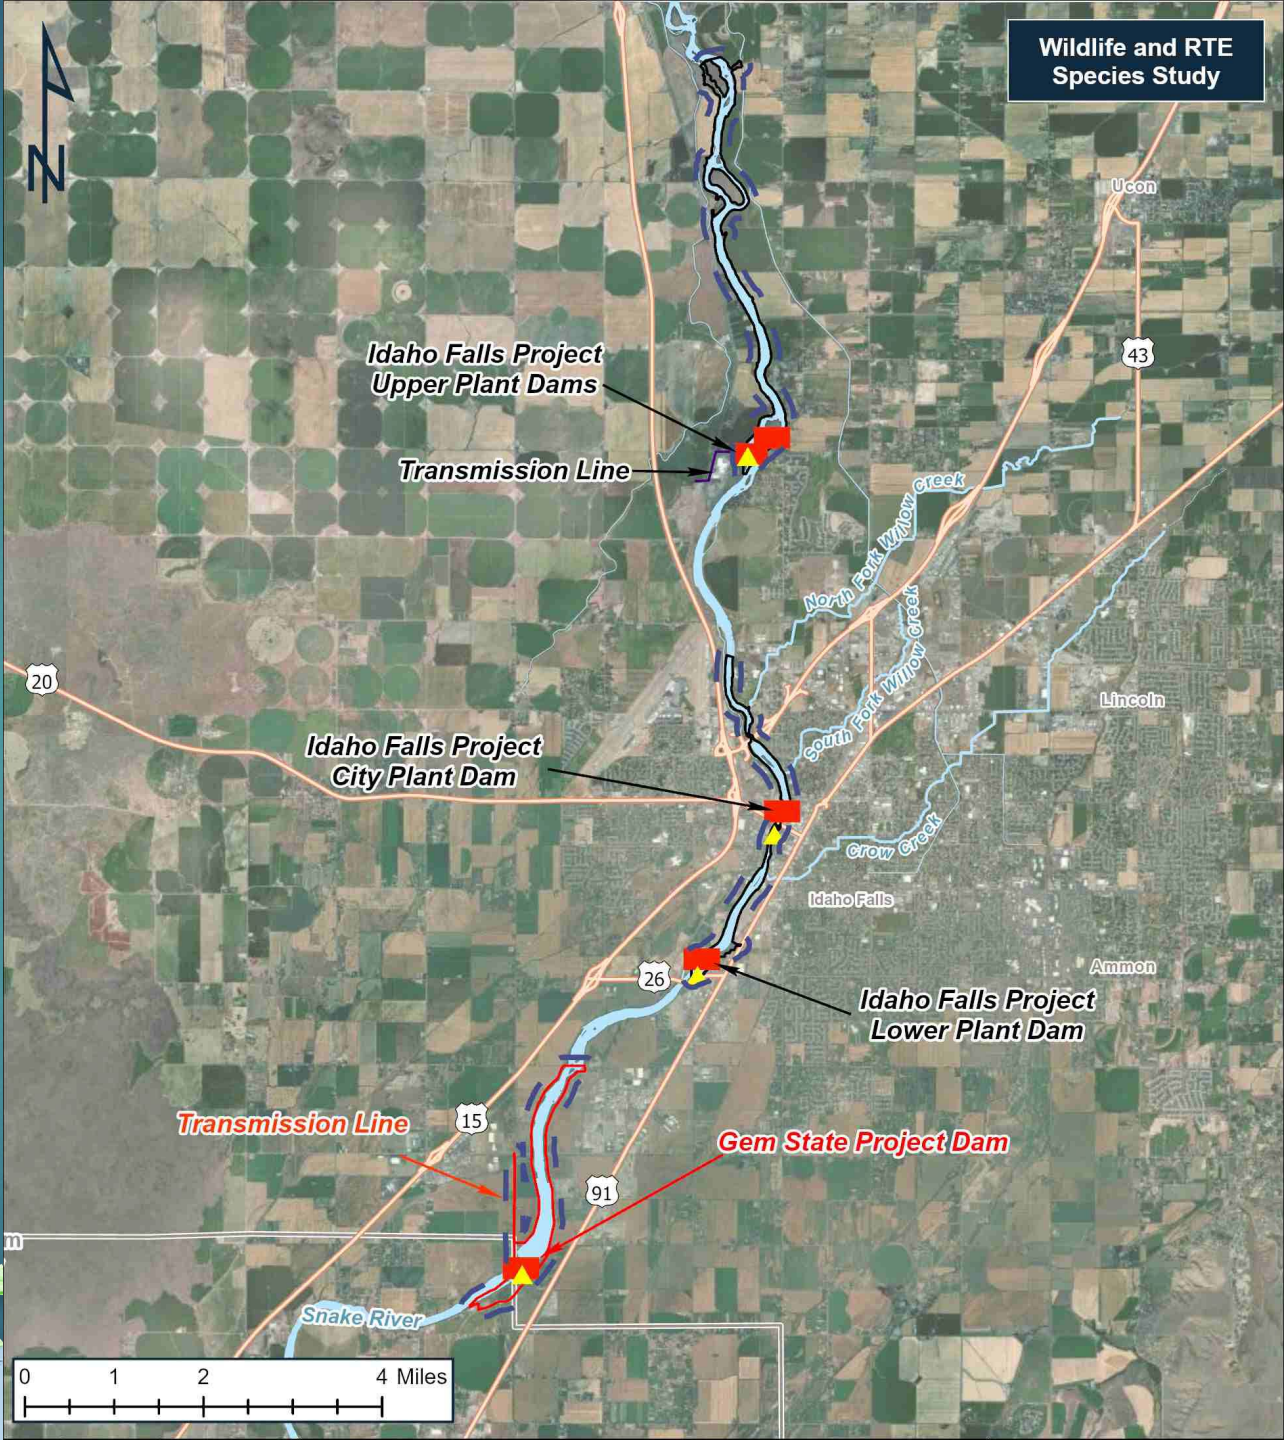 Wildlife and RTE
Species Study
N
Ucon
43
Idaho Falls Project
Upper Plant Dams
Transmission Line
North Fork Willow creek
South Fork Willow Creek
20
Lincoln
Idaho Falls Project
City Plant Dam
Crow Creek
Idaho Falls
Ammon
26
Idaho Falls Project
Lower Plant Dam
Transmission Line
15
Gem State Project Dam
91
m
Snake River
0 1 2 4 Miles